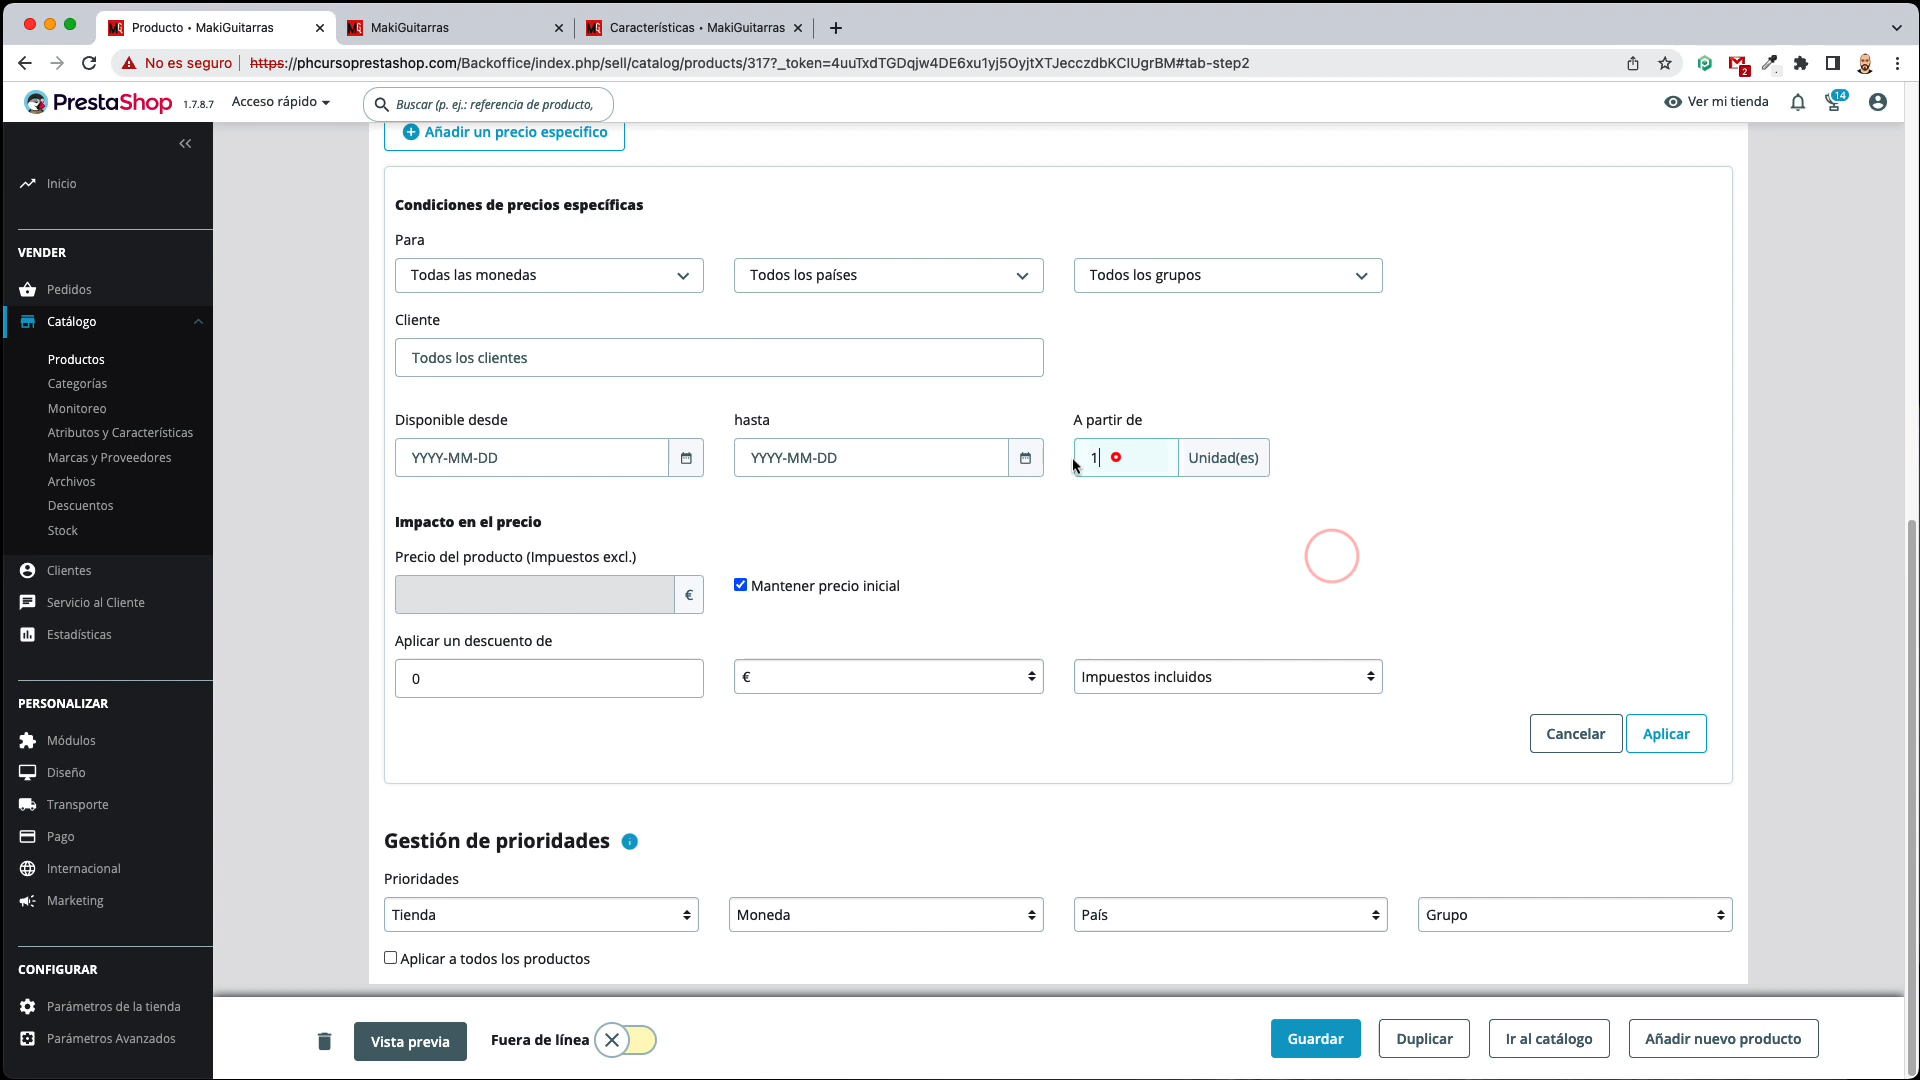 Producto • MakiGuitarras
MakiGuitarras
Características • MakiGuitarras
No es seguro
https://phcursoprestashop.com/Backoffice/index.php/sell/catalog/products/317?_token=4uuTxdTGDqjw4DE6xu1yj5OyjtXTJecczdbKCIUgrBM#tab-step2
2
PrestaShop 1.7.8.7
Acceso rápido
Buscar (p. ej.: referencia de producto,
Ver mi tienda
14
Inicio
VENDER
Pedidos
Catálogo
Productos
Categorías
Monitoreo
Atributos y Características
Marcas y Proveedores
Archivos
Descuentos
Stock
Clientes
Servicio al Cliente
Estadísticas
PERSONALIZAR
Módulos
Diseño
Transporte
Pago
Internacional
Marketing
CONFIGURAR
Parámetros de la tienda
Parámetros Avanzados
Añadir un precio especifico
Condiciones de precios específicas
Para
Todas las monedas
Todos los países
Todos los grupos
Cliente
Todos los clientes
Disponible desde
hasta
A partir de
YYYY-MM-DD
YYYY-MM-DD
1
Unidad(es)
Impacto en el precio
Precio del producto (Impuestos excl.)
€
Mantener precio inicial
Aplicar un descuento de
0
€
Impuestos incluidos
Cancelar
Aplicar
Gestión de prioridades
Prioridades
Tienda
Moneda
País
Grupo
Aplicar a todos los productos
Vista previa
Fuera de línea
Guardar
Duplicar
Ir al catálogo
Añadir nuevo producto